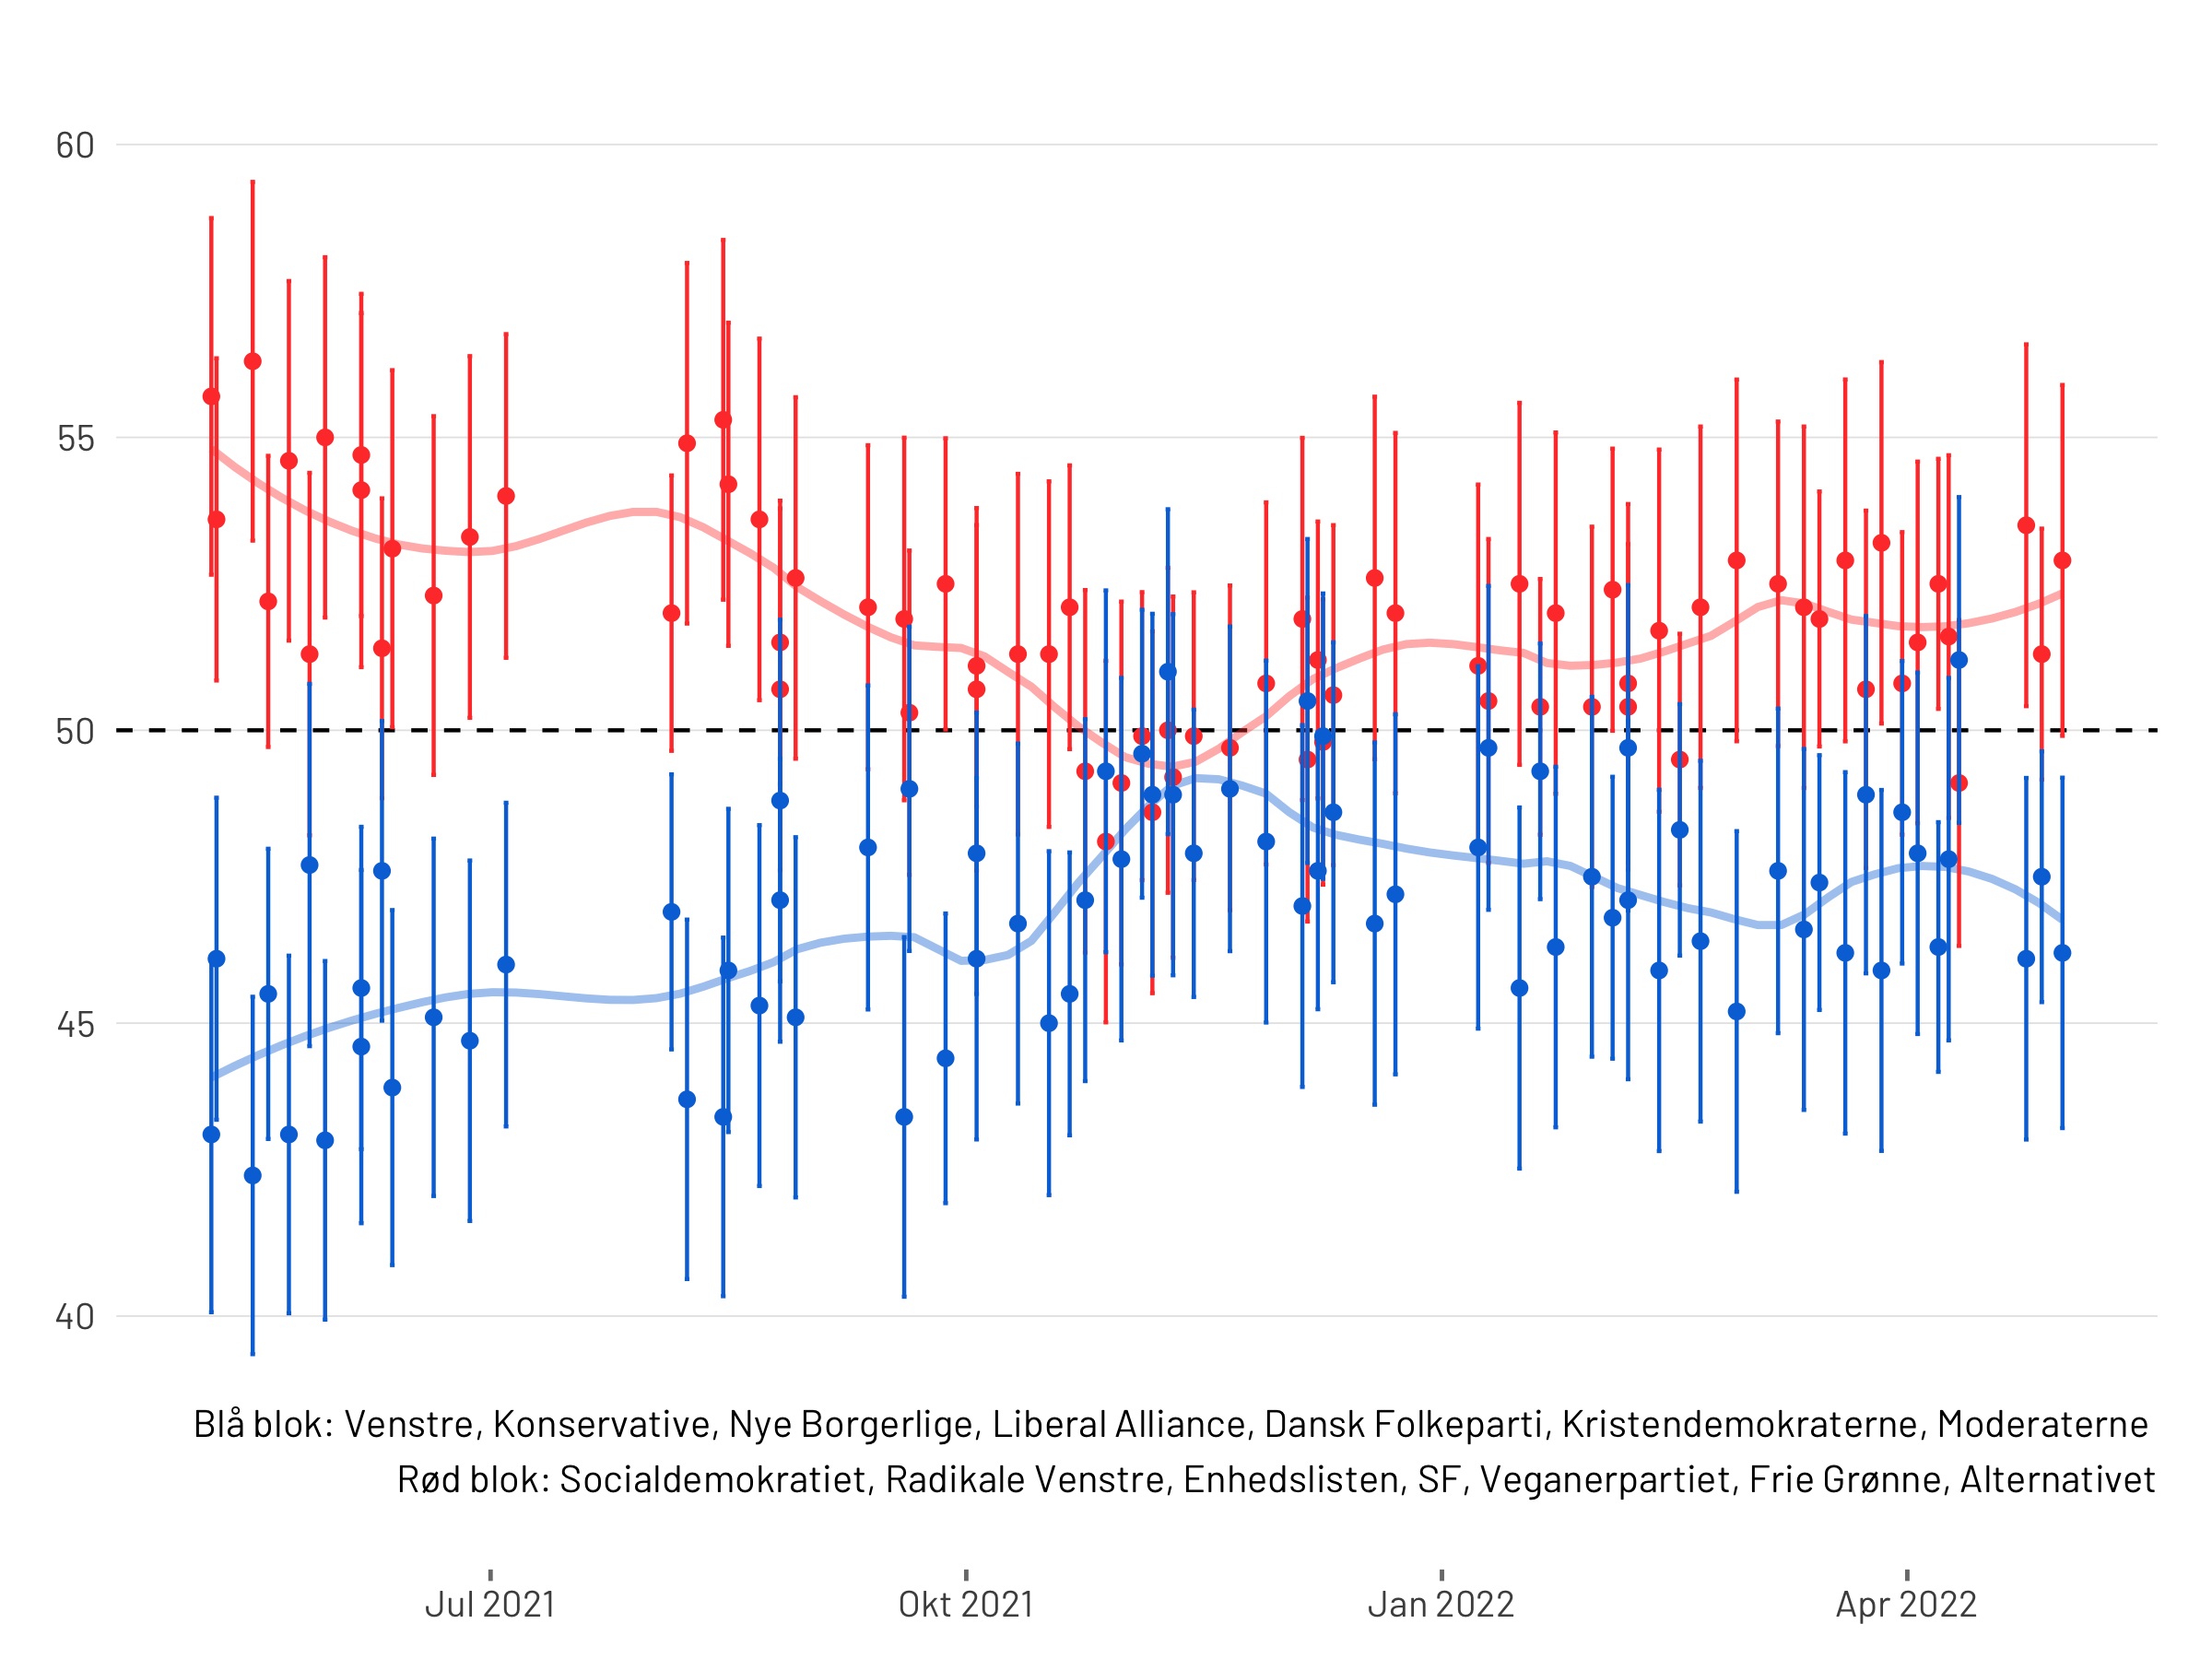 60
55
50
45
40
Blå blok: Venstre, Konservative, Nye Borgerlige, Liberal Alliance, Dansk Folkeparti, Kristendemokraterne, Moderaterne
Rød blok: Socialdemokratiet, Radikale Venstre, Enhedslisten, SF, Veganerpartiet, Frie Grønne, Alternativet
Jul 2021 Okt 2021 Jan 2022 Apr 2022